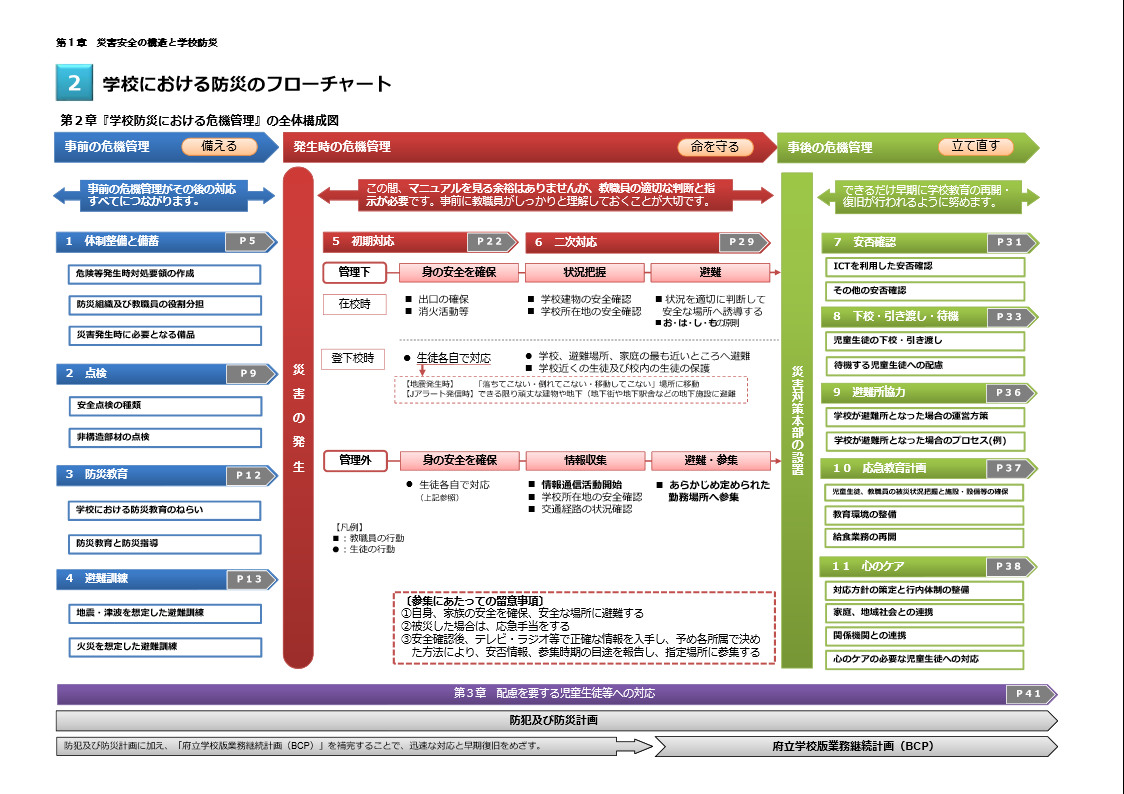 第１章　災害安全の構造と学校防災
2　学校における防災のフローチャート
第２章『学校防災における危機管理』の全体構成図
事前の危機管理　備える
事前の危機管理がその後の対応
すべてにつながります。
1　体制整備と備蓄　P5
危険等発生時対処要領の作成
防災組織及び教職員の役割分担
災害発生時に必要となる備品
2　点検　P9
安全点検の種類
非構造部材の点検
3　防災教育　P12
学校における防災教育のねらい
防災教育と防災指導
4　避難訓練　P13
地震・津波を想定した避難訓練
火災を想定した避難訓練
発生時の危機管理　命を守る
災害の発生
この間、マニュアルを見る余裕はありませんが、教職員の適切な判断と指
示が必要です。事前に教職員がしっかりと理解しておくことが大切です。
5　初期対応　P22
6　二次対応　P29
管理下　身の安全を確保　状況把握　避難
在校時
■ 出口の確保
■ 消火活動等
■ 学校建物の安全確認
■ 学校所在地の安全確認
■ 状況を適切に判断して
安全な場所へ誘導する
■ お・は・し・もの原則
登下校時
● 生徒各自で対応
● 学校、避難場所、家庭の最も近いところへ避難
■ 学校近くの生徒及び校内の生徒の保護
【地震発生時】　「落ちてこない・倒れてこない・移動してこない」場所に移動
【Jアラート発信時】できる限り頑丈な建物や地下（地下街や地下駅舎などの地下施設に避難
管理外　身の安全を確保　情報収集　避難・参集
● 生徒各自で対応
（上記参照）
■ 情報通信活動開始
■ 学校所在地の安全確認
■ 交通経路の状況確認
■ あらかじめ定められた
勤務場所へ参集
【凡例】
■：教職員の行動
●：生徒の行動
〔参集にあたっての留意事項〕
①自身、家族の安全を確保、安全な場所に避難する
②被災した場合は、応急手当をする
③安全確認後、テレビ・ラジオ等で正確な情報を入手し、予め各所属で決め
た方法により、安否情報、参集時期の目途を報告し、指定場所に参集する
事後の危機管理　立て直す
災害対策本部の設置
できるだけ早期に学校教育の再開・
復旧が行われるように努めます。
7　安否確認　P31
ICTを利用した安否確認
その他の安否確認
8　下校・引き渡し・待機　P33
児童生徒の下校・引き渡し
待機する児童生徒への配慮
9　避難所協力　P36
学校が避難所となった場合の運営方策
学校が避難所となった場合のプロセス(例)
10　応急教育計画　P37
児童生徒、教職員の被災状況把握と施設・設備等の確保
教育環境の整備
給食業務の再開
11　心のケア　P38
対応方針の策定と行内体制の整備
家庭、地域社会との連携
関係機関との連携
心のケアの必要な児童生徒への対応
第３章　配慮を要する児童生徒等への対応　P41
防犯及び防災計画
防犯及び防災計画に加え、「府立学校版業務継続計画（BCP）」を補完することで、迅速な対応と早期復旧をめざす。
府立学校版業務継続計画（BCP）